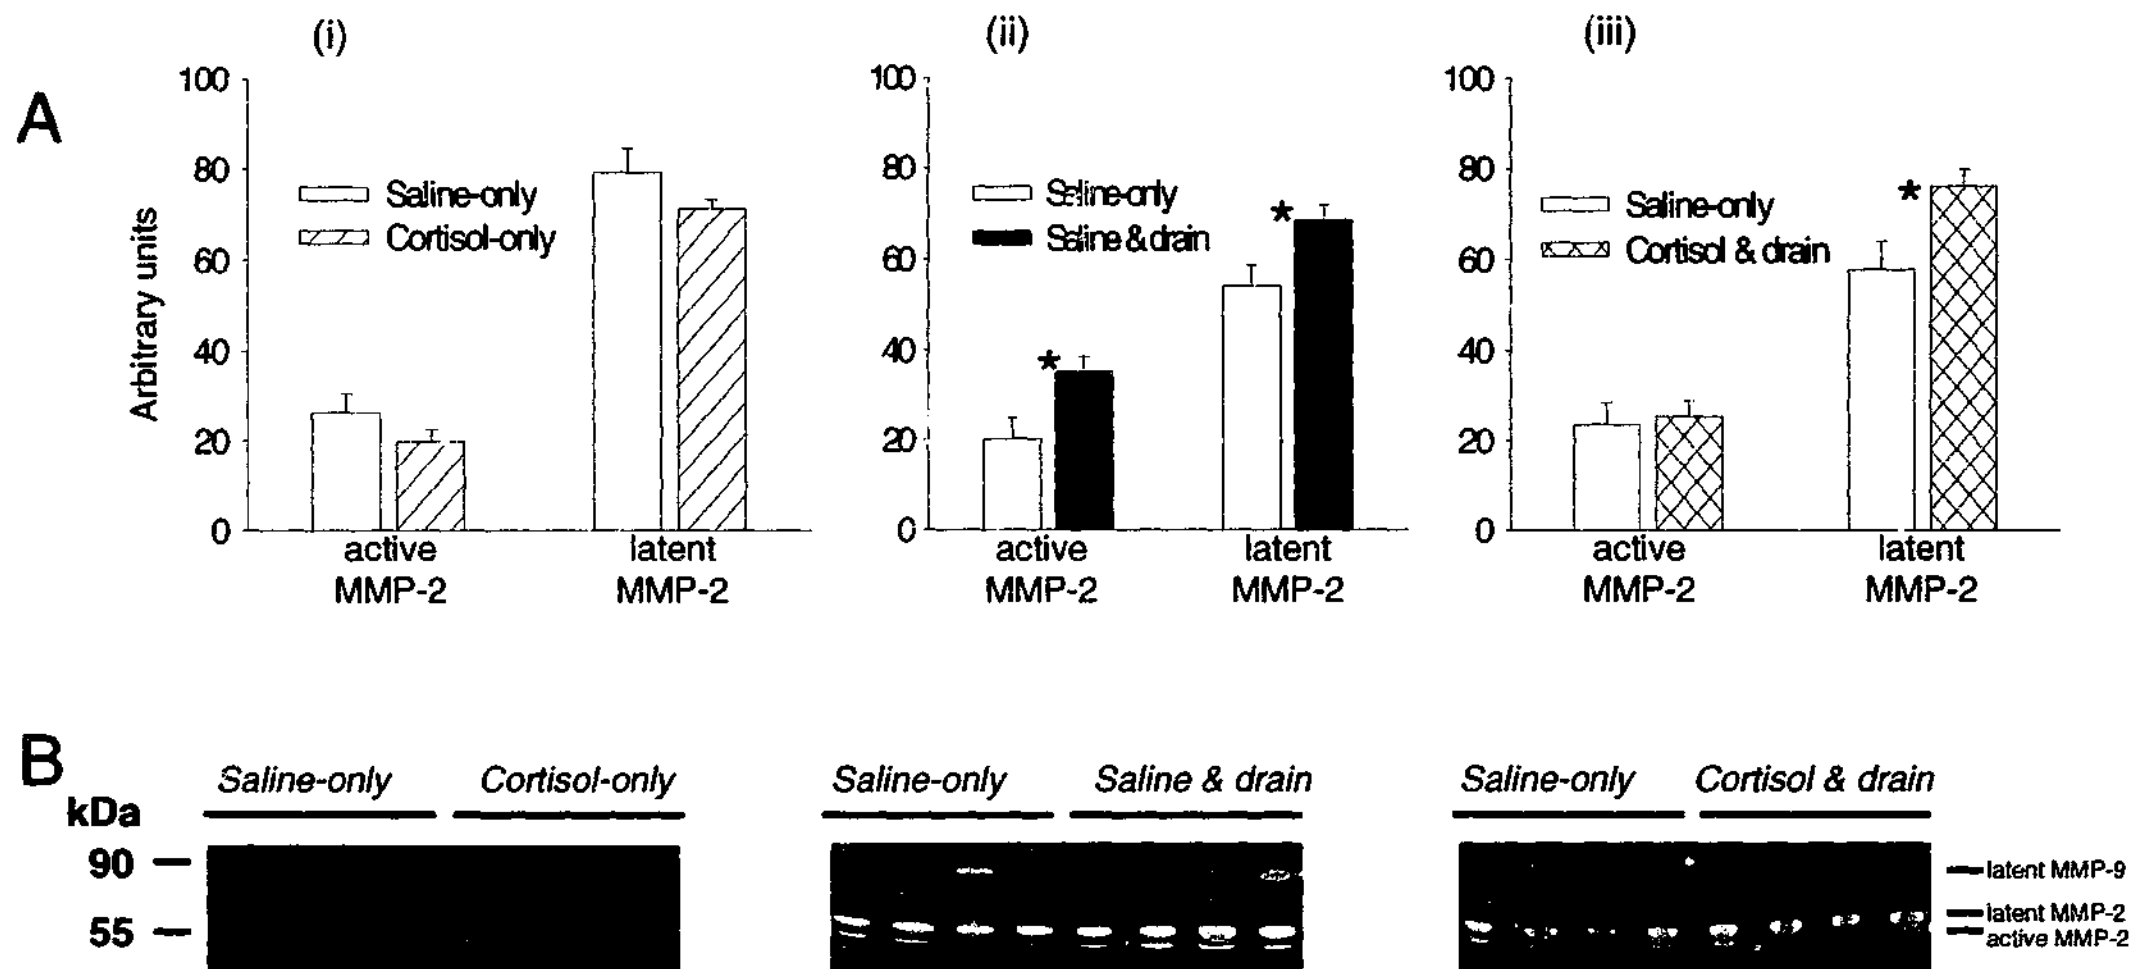 A
(i)
100
80
60
40
20
0
Arbitrary units
Saline-only
Cortisol-only
active
MMP-2
latent
MMP-2
(ii)
100
80
60
40
20
0
Saline-only
Saline & drain
*
*
active
MMP-2
latent
MMP-2
(iii)
100
80
60
40
20
0
Saline-only
Cortisol & drain
*
active
MMP-2
latent
MMP-2
B
kDa
90
55
Saline-only Cortisol-only
Saline-only Saline & drain
Saline-only Cortisol & drain
latent MMP-9
latent MMP-2
active MMP-2